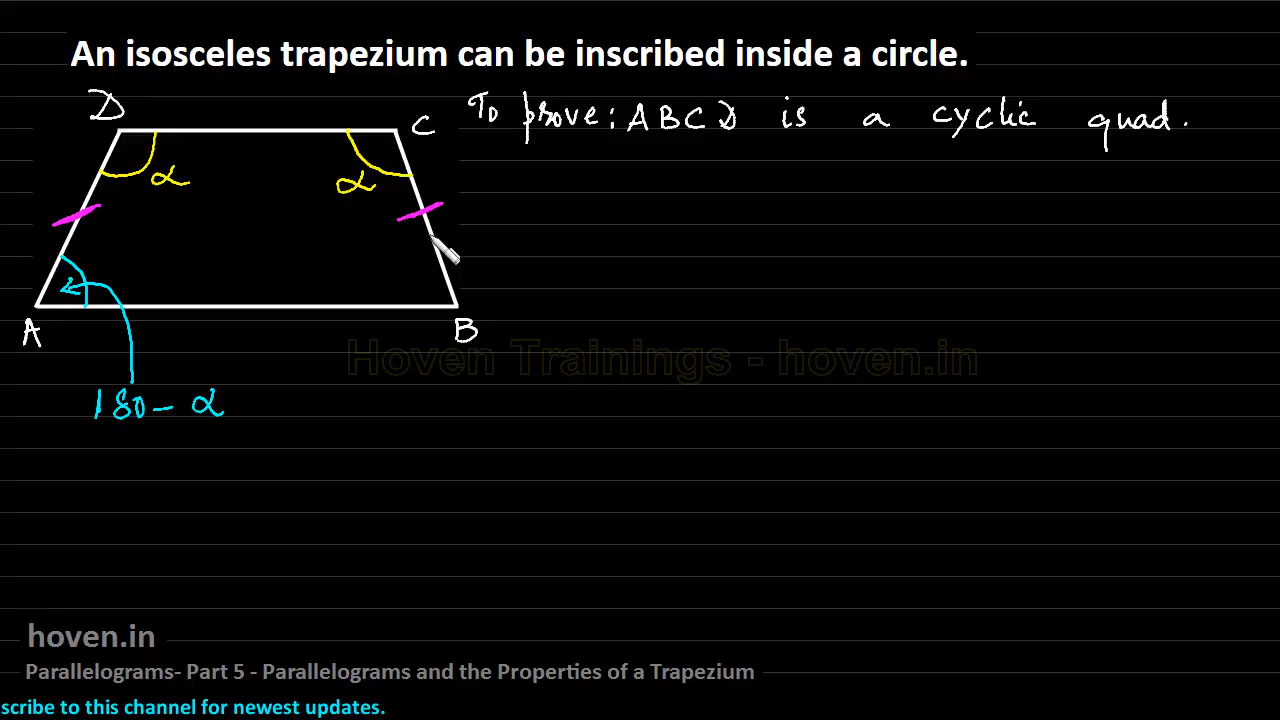 An isosceles trapezium can be inscribed inside a circle.
D
C
To prove: ABCD is a cyclic quad.
α
α
A
B
180 - α
Hoven Trainings - hoven.in
hoven.in
Parallelograms- Part 5 - Parallelograms and the Properties of a Trapezium
scribe to this channel for newest updates.